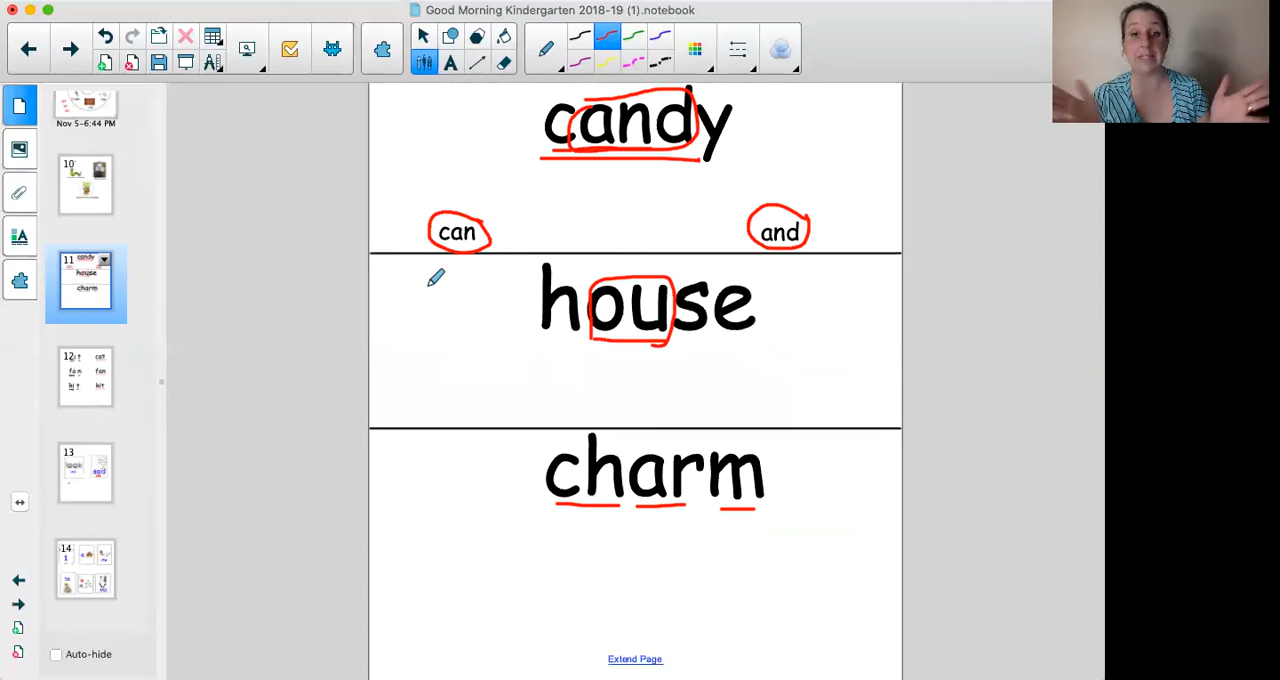 Good Morning Kindergarten 2018-19 (1).notebook
Nov 5-6:44 PM
10
11
candy
house
charm
12
cat
fan
kit
13
look
said
14
Auto-hide
candy
can and
house
charm
Extend Page